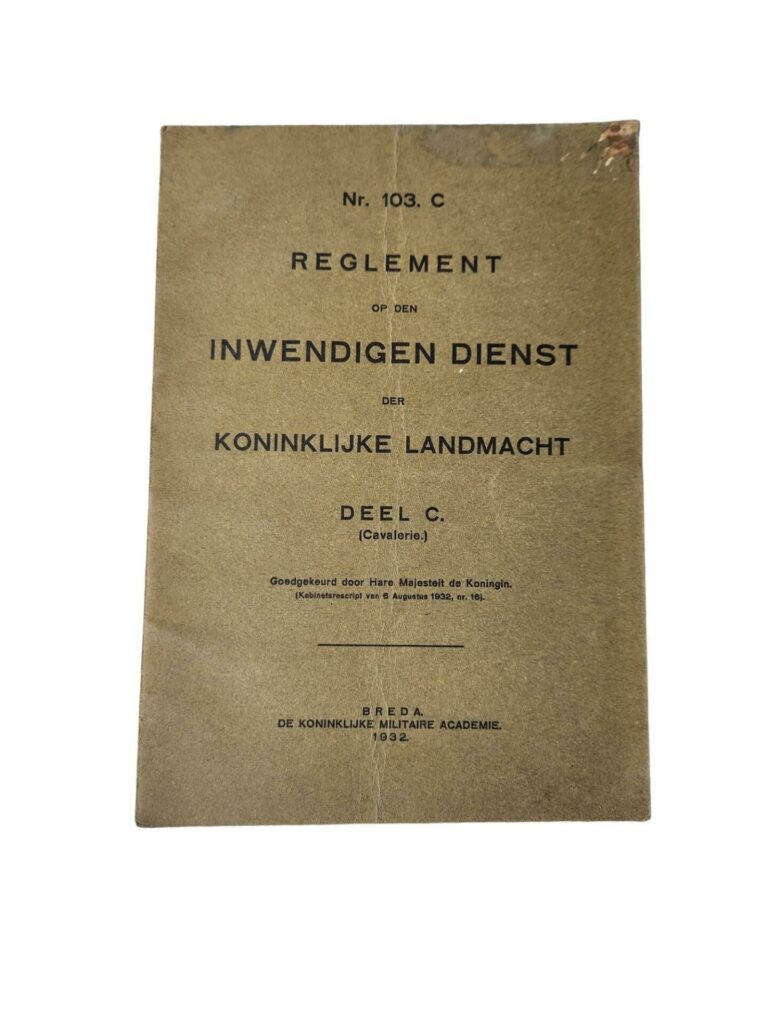 Nr. 103. C
REGLEMENT
OP DEN
INWENDIGEN DIENST
DER
KONINKLIJKE LANDMACHT
DEEL C.
(Cavalerie.)
Goedgekeurd door Hare Majesteit de Koningin.
(Kabinetsrescript van 6 Augustus 1932, nr. 16).
BREDA.
DE KONINKLIJKE MILITAIRE ACADEMIE.
1932.